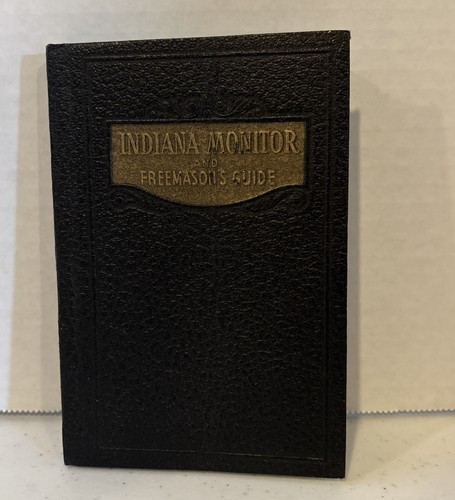 INDIANA MONITOR
AND
FREEMASON'S GUIDE